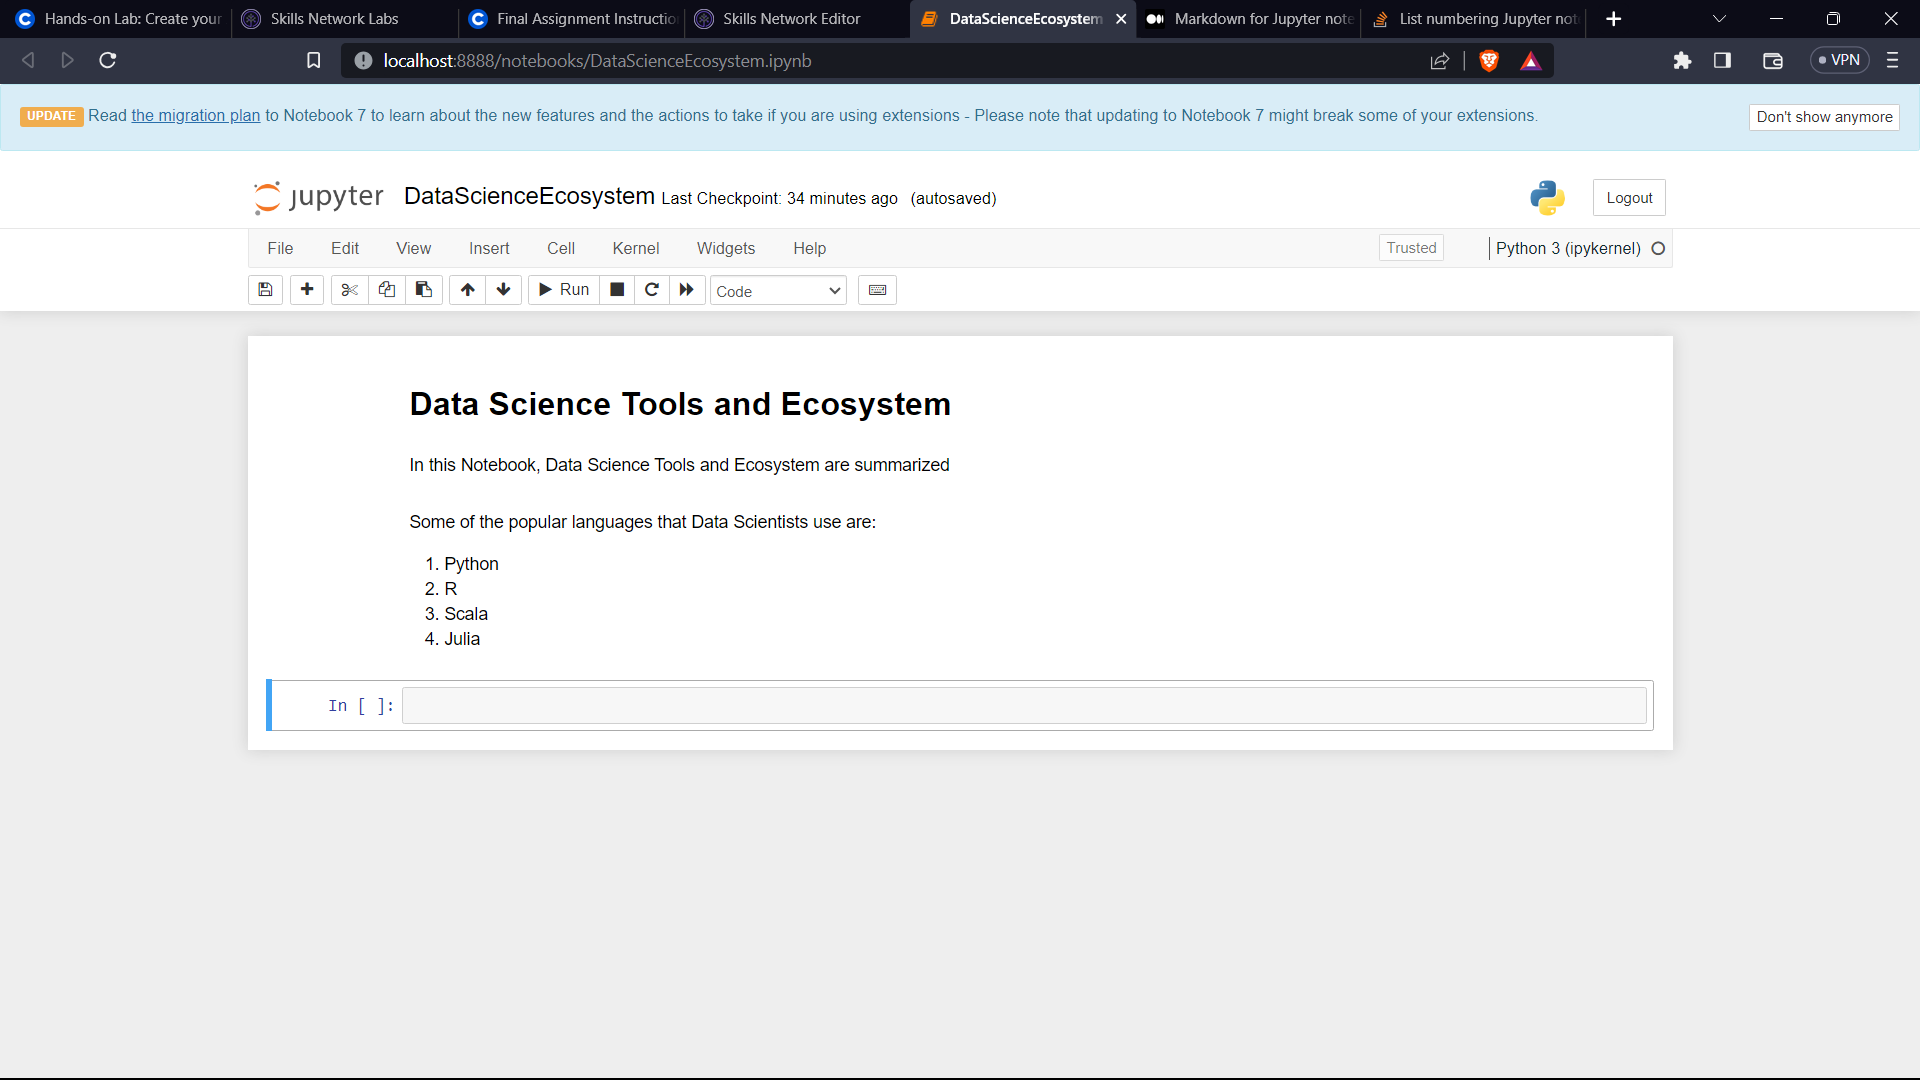 Hands-on Lab: Create your
Skills Network Labs
Final Assignment Instructio
Skills Network Editor
DataScienceEcosystem
Markdown for Jupyter note
List numbering Jupyter not
localhost:8888/notebooks/DataScienceEcosystem.ipynb
VPN
UPDATE Read the migration plan to Notebook 7 to learn about the new features and the actions to take if you are using extensions - Please note that updating to Notebook 7 might break some of your extensions.
Don't show anymore
jupyter DataScienceEcosystem Last Checkpoint: 34 minutes ago (autosaved)
Logout
File Edit View Insert Cell Kernel Widgets Help
Trusted
Python 3 (ipykernel)
Run
Code
Data Science Tools and Ecosystem
In this Notebook, Data Science Tools and Ecosystem are summarized
Some of the popular languages that Data Scientists use are:
1. Python
2. R
3. Scala
4. Julia
In [ ]: